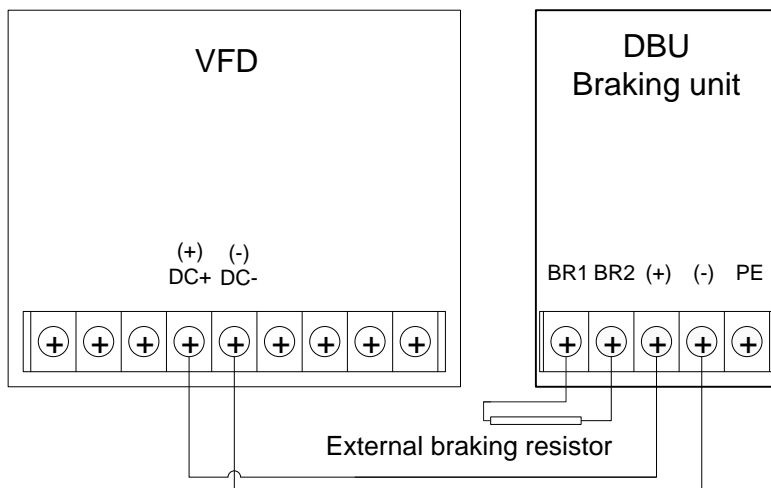 VFD
DBU
Braking unit
(+) (-)
DC+ DC-
BR1 BR2 (+) (-) PE
+ + + + + + + + +
+ + + + +
External braking resistor